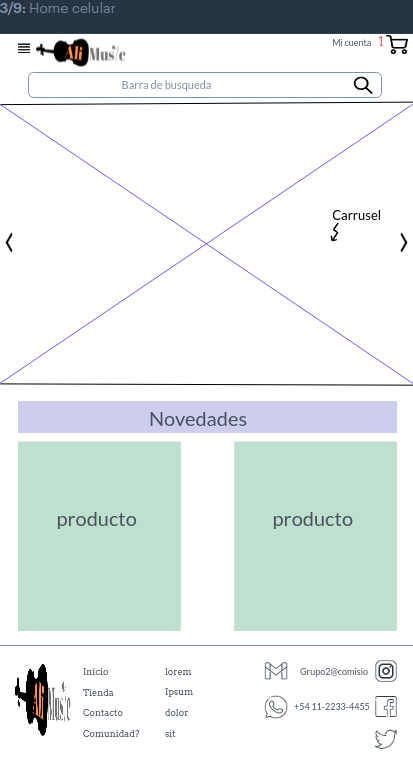 3/9: Home celular
Ali Music
Mi cuenta 1
Barra de busqueda
Carrusel
Novedades
producto producto
Ali Music
Inicio lorem Grupo2@comisio
Tienda Ipsum
Contacto dolor +54 11-2233-4455
Comunidad? sit